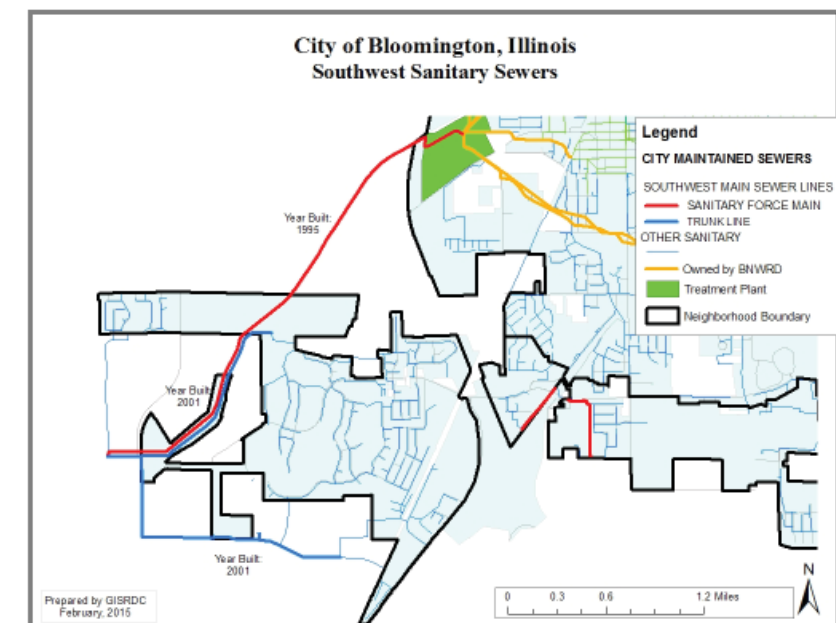 City of Bloomington, Illinois
Southwest Sanitary Sewers
Legend
CITY MAINTAINED SEWERS
SOUTHWEST MAIN SEWER LINES
SANITARY FORCE MAIN
TRUNK LINE
OTHER SANITARY
Owned by BNWRD
Treatment Plant
Neighborhood Boundary
Year Built:
1995
Year Built:
2001
Year Built:
2001
Prepared by GISRDC
February, 2015
0 0.3 0.6 1.2 Miles
N